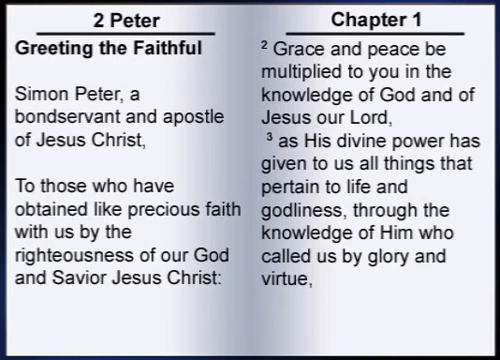 2 Peter
Greeting the Faithful
Simon Peter, a
bondservant and apostle
of Jesus Christ,
To those who have
obtained like precious faith
with us by the
righteousness of our God
and Savior Jesus Christ:
Chapter 1
2 Grace and peace be
multiplied to you in the
knowledge of God and of
Jesus our Lord,
3 as His divine power has
given to us all things that
pertain to life and
godliness, through the
knowledge of Him who
called us by glory and
virtue,